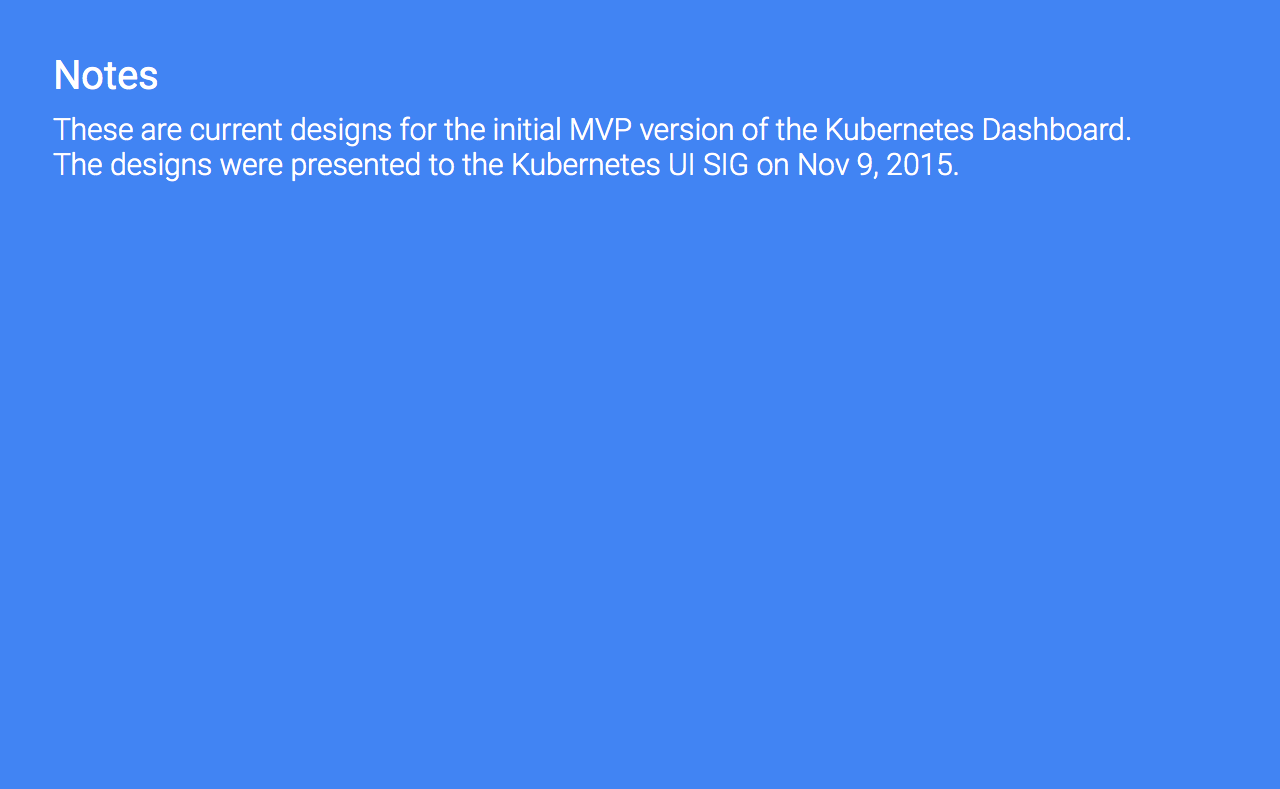 Notes
These are current designs for the initial MVP version of the Kubernetes Dashboard.
The designs were presented to the Kubernetes UI SIG on Nov 9, 2015.